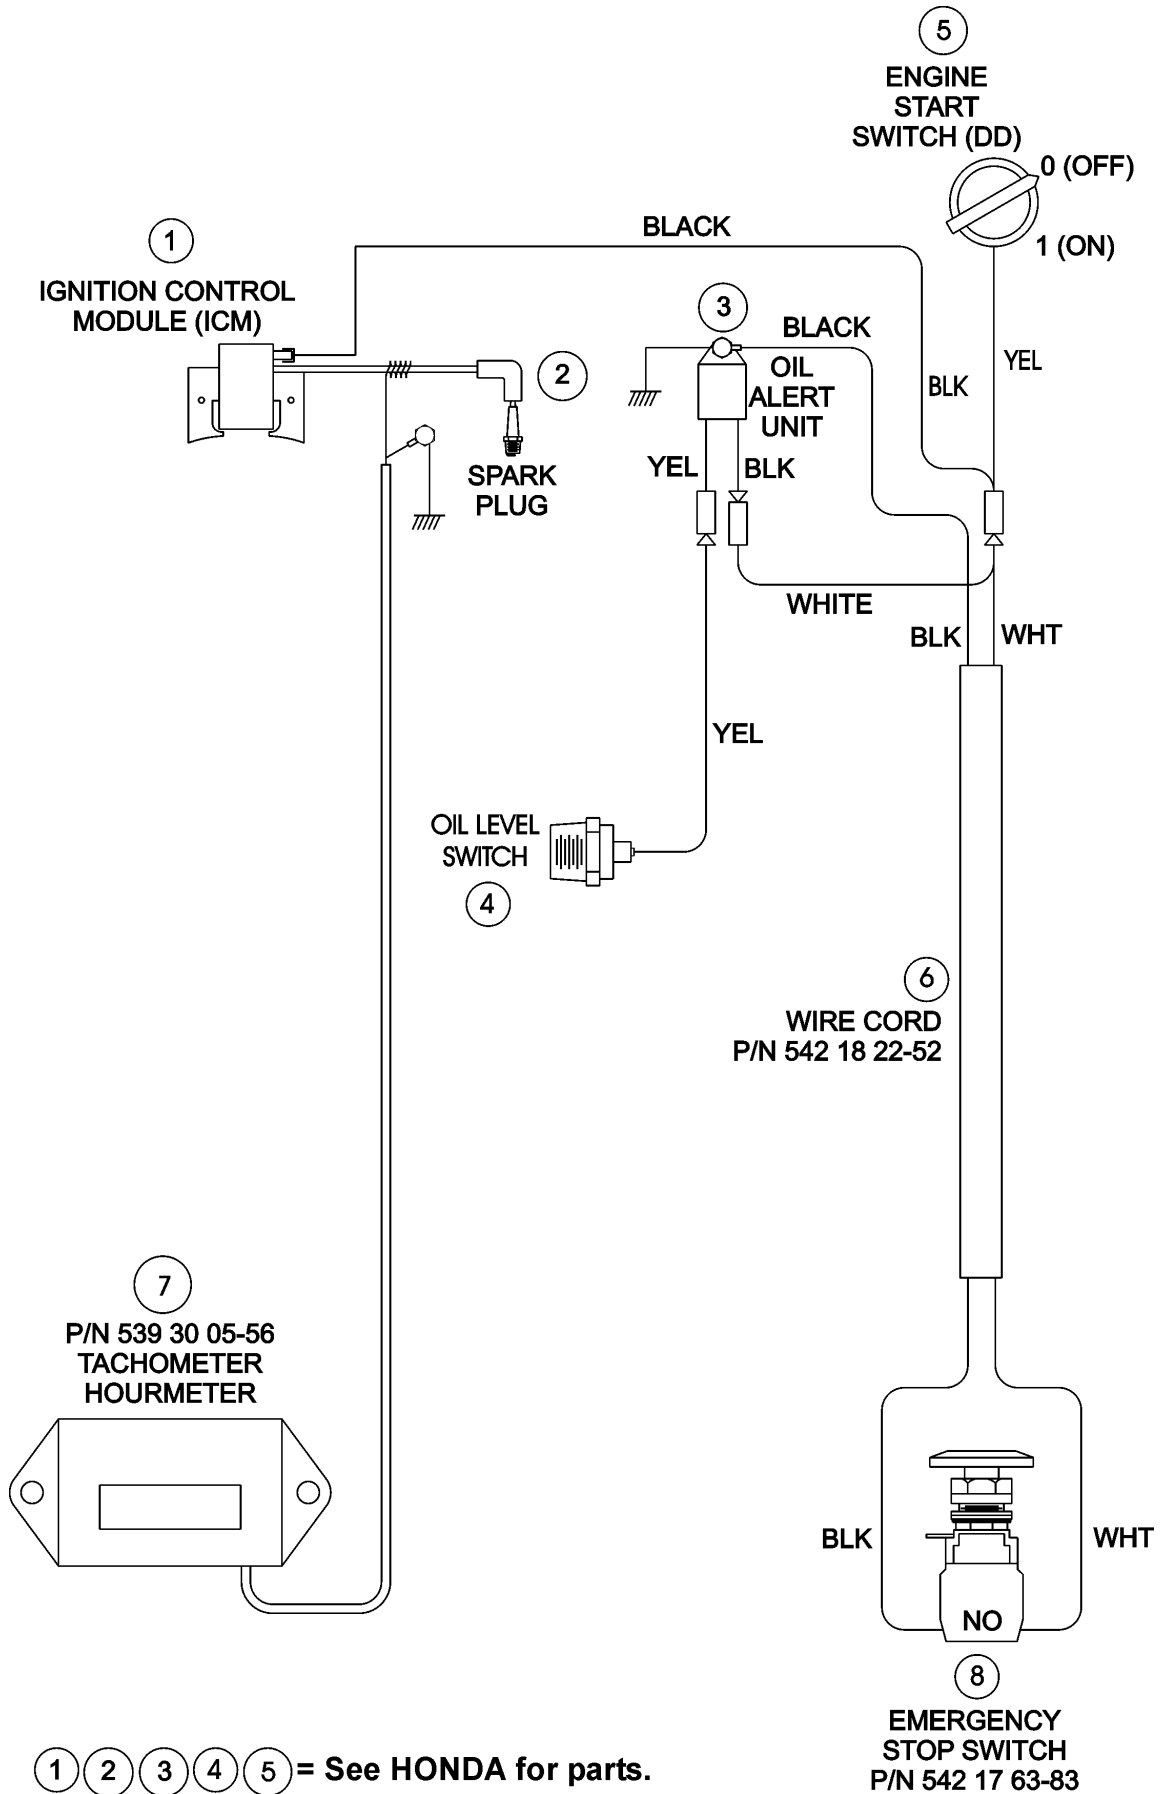 5
ENGINE
START
SWITCH (DD)
0 (OFF)
1 (ON)
BLACK
1
IGNITION CONTROL
MODULE (ICM)
3
BLACK
OIL
ALERT
UNIT
YEL
BLK
2
YEL
BLK
SPARK
PLUG
WHITE
BLK
WHT
YEL
OIL LEVEL
SWITCH
4
6
WIRE CORD
P/N 542 18 22-52
7
P/N 539 30 05-56
TACHOMETER
HOURMETER
BLK
WHT
NO
8
EMERGENCY
STOP SWITCH
P/N 542 17 63-83
1 2 3 4 5 = See HONDA for parts.